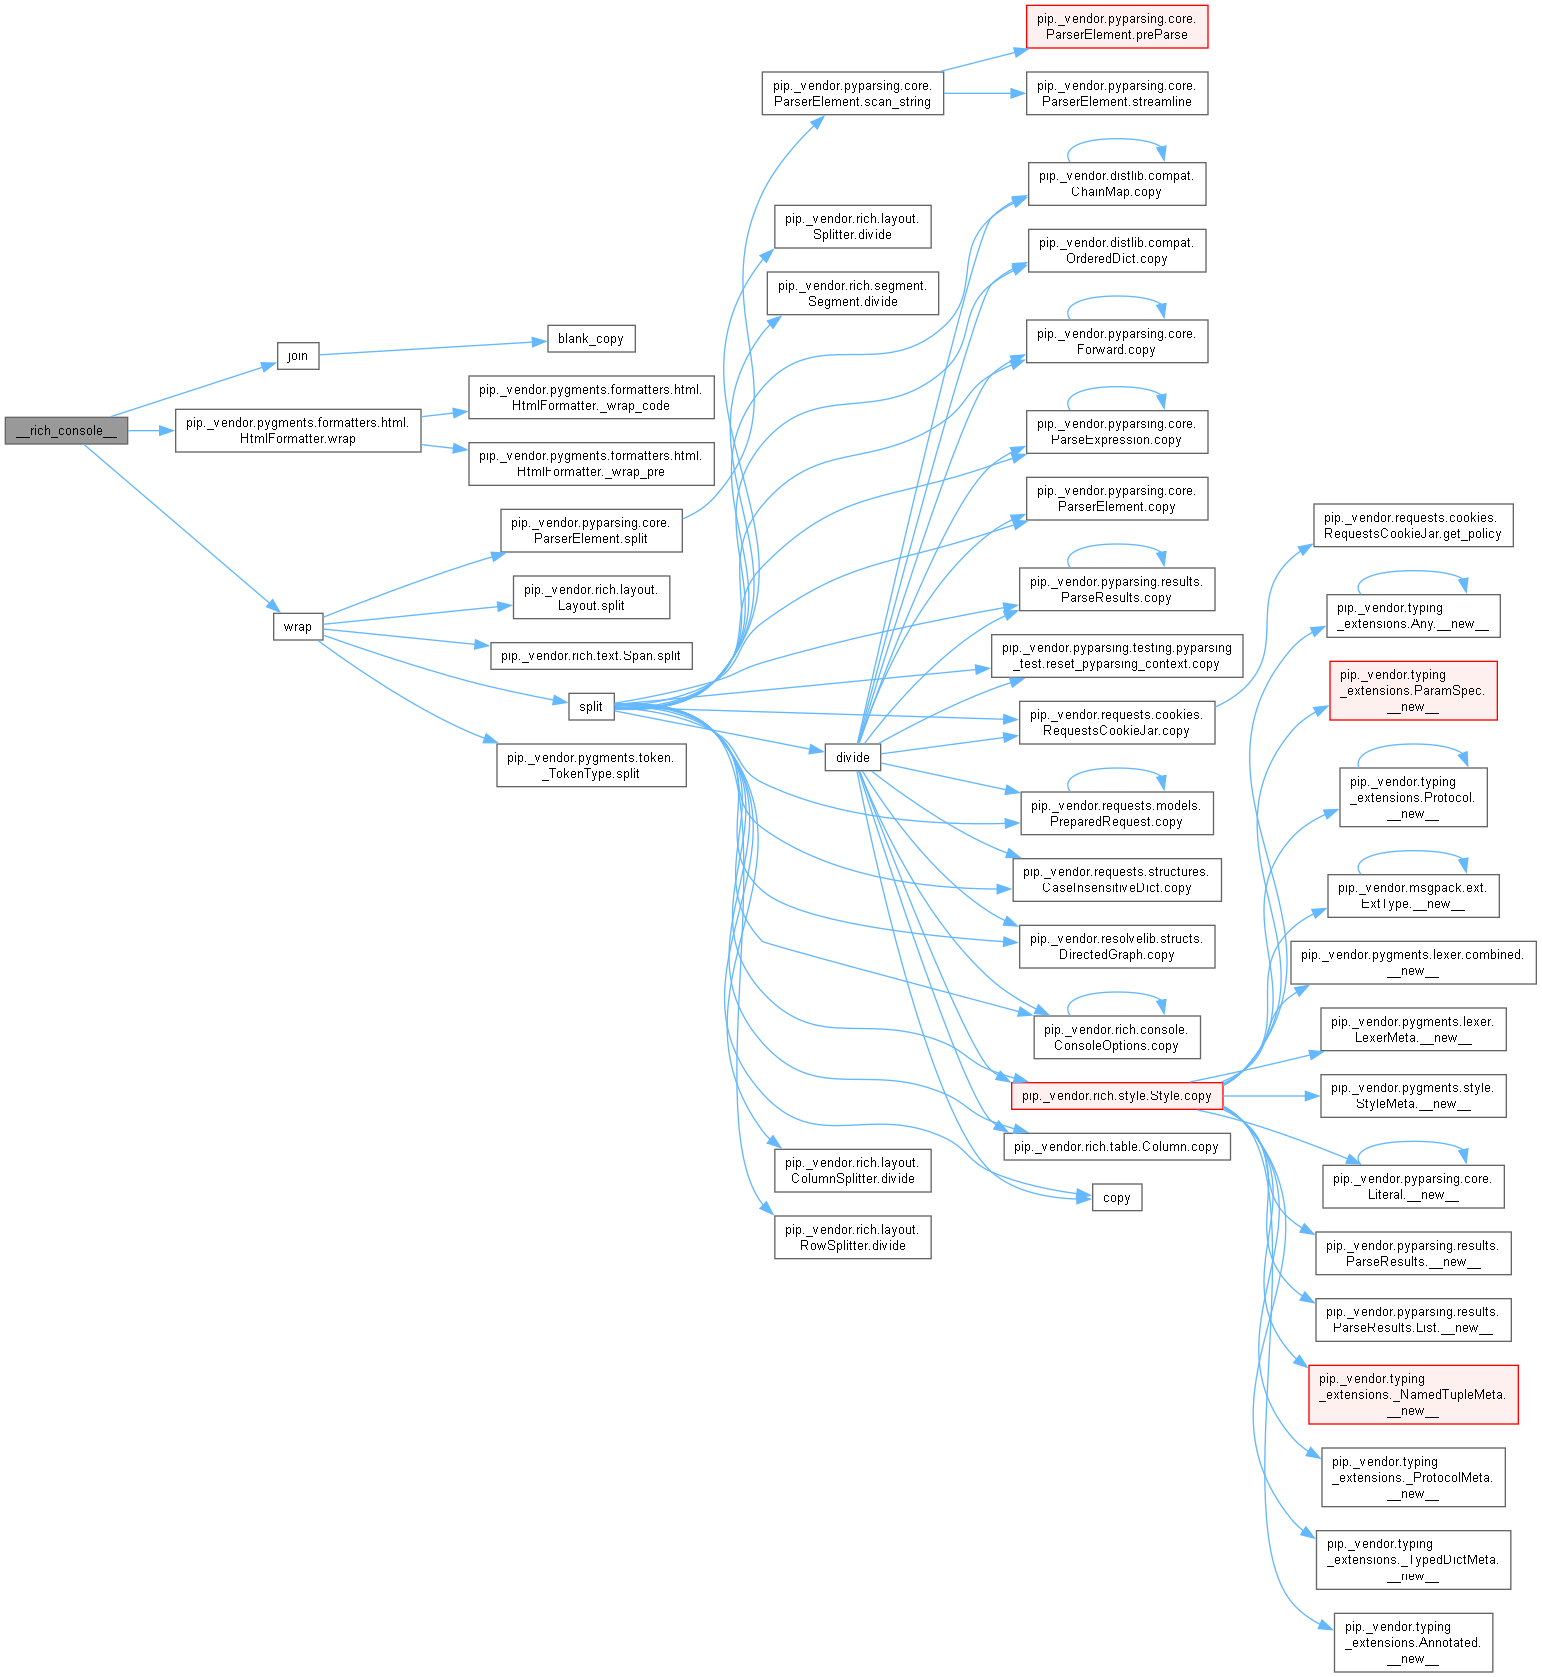 __rich_console__
join
blank_copy
pip._vendor.pygments.formatters.html.
HtmlFormatter.wrap
pip._vendor.pygments.formatters.html.
HtmlFormatter._wrap_code
pip._vendor.pygments.formatters.html.
HtmlFormatter._wrap_pre
wrap
pip._vendor.pyparsing.core.
ParserElement.split
pip._vendor.rich.layout.
Layout.split
pip._vendor.rich.text.Span.split
split
pip._vendor.pygments.token.
_TokenType.split
pip._vendor.pyparsing.core.
ParserElement.scan_string
pip._vendor.rich.layout.
Splitter.divide
pip._vendor.rich.segment.
Segment.divide
divide
pip._vendor.rich.layout.
ColumnSplitter.divide
pip._vendor.rich.layout.
RowSplitter.divide
pip._vendor.pyparsing.core.
ParserElement.preParse
pip._vendor.pyparsing.core.
ParserElement.streamline
pip._vendor.distlib.compat.
ChainMap.copy
pip._vendor.distlib.compat.
OrderedDict.copy
pip._vendor.pyparsing.core.
Forward.copy
pip._vendor.pyparsing.core.
ParseExpression.copy
pip._vendor.pyparsing.core.
ParserElement.copy
pip._vendor.pyparsing.results.
ParseResults.copy
pip._vendor.pyparsing.testing.pyparsing
_test.reset_pyparsing_context.copy
pip._vendor.requests.cookies.
RequestsCookieJar.copy
pip._vendor.requests.models.
PreparedRequest.copy
pip._vendor.requests.structures.
CaseInsensitiveDict.copy
pip._vendor.resolvelib.structs.
DirectedGraph.copy
pip._vendor.rich.console.
ConsoleOptions.copy
pip._vendor.rich.style.Style.copy
pip._vendor.rich.table.Column.copy
copy
pip._vendor.requests.cookies.
RequestsCookieJar.get_policy
pip._vendor.typing
_extensions.Any.__new__
pip._vendor.typing
_extensions.ParamSpec.
__new__
pip._vendor.typing
_extensions.Protocol.
__new__
pip._vendor.msgpack.ext.
ExtType.__new__
pip._vendor.pygments.lexer.combined.
__new__
pip._vendor.pygments.lexer.
LexerMeta.__new__
pip._vendor.pygments.style.
StyleMeta.__new__
pip._vendor.pyparsing.core.
Literal.__new__
pip._vendor.pyparsing.results.
ParseResults.__new__
pip._vendor.pyparsing.results.
ParseResults.List.__new__
pip._vendor.typing
_extensions._NamedTupleMeta.
__new__
pip._vendor.typing
_extensions._ProtocolMeta.
__new__
pip._vendor.typing
_extensions._TypedDictMeta.
__new__
pip._vendor.typing
_extensions.Annotated.
__new__